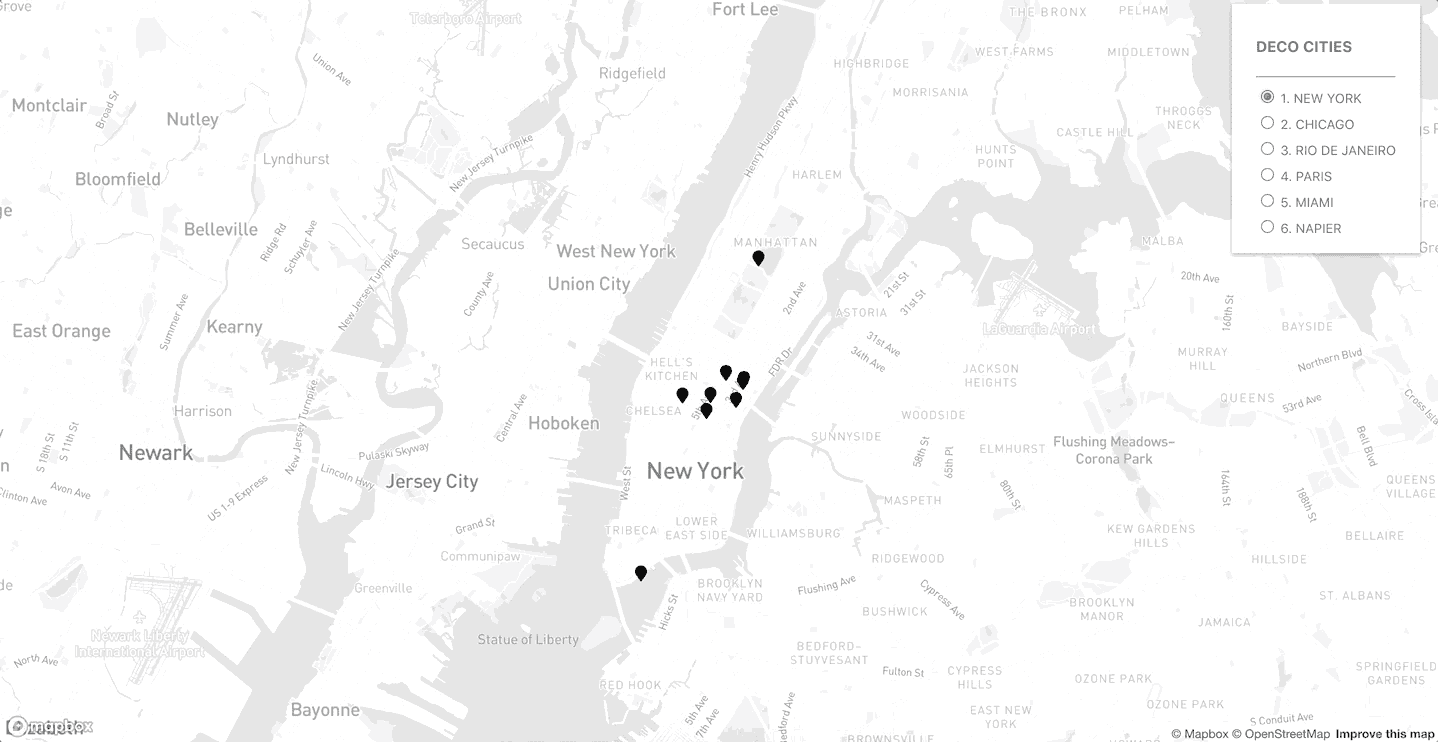 Grove
Teterboro Airport
Fort Lee
THE BRONX
PELHAM
DECO CITIES
1. NEW YORK
2. CHICAGO
3. RIO DE JANEIRO
4. PARIS
5. MIAMI
6. NAPIER
WEST FARMS
MIDDLETOWN
HIGHBRIDGE
Union Ave
Ridgefield
MORRISANIA
Montclair
Broad St
Nutley
Henry Hudson Pkwy
THROGGS
NECK
CASTLE HILL
Lyndhurst
New Jersey Turnpike
HUNTS
POINT
Bloomfield
HARLEM
Belleville
Ridge Rd
Schuyler Ave
Secaucus
West New York
MANHATTAN
MALBA
Union City
County Ave
New Jersey Turnpike
2nd Ave
21st St
31st St
20th Ave
160th St
Summer Ave
East Orange
Kearny
ASTORIA
LaGuardia Airport
BAYSIDE
31st Ave
34th Ave
FDR Dr
HELL'S
KITCHEN
JACKSON
HEIGHTS
MURRAY
HILL
Northern Blvd
New Jersey Turnpike
Harrison
Central Ave
Hoboken
CHELSEA
WOODSIDE
QUEENS
53rd Ave
Cross Isla
S 18th St
S 11th St
Newark
Pulaski Skyway
SUNNYSIDE
58th St
65th Pl
ELMHURST
Flushing Meadows–
Corona Park
Bell Blvd
Lincoln Hwy
Jersey City
West St
New York
80th St
164th St
188th St
QUEENS
VILLAGE
Clinton Ave
Avon Ave
US 1-9 Express
MASPETH
Grand St
TRIBECA
LOWER
EAST SIDE
WILLIAMSBURG
KEW GARDENS
HILLS
BELLAIRE
Communipaw
RIDGEWOOD
HILLSIDE
Greenville
BROOKLYN
NAVY YARD
Flushing Ave
Cypress Ave
ST. ALBANS
BUSHWICK
BROOKLYN
MANOR
Hicks St
JAMAICA
Newark Liberty
International Airport
Statue of Liberty
BEDFORD-
STUYVESANT
North Ave
Fulton St
CYPRESS
HILLS
OZONE PARK
SPRINGFIELD
GARDENS
RED HOOK
Bayonne
5th Ave
7th Ave
EAST NEW
YORK
OZONE PARK
S Conduit Ave
mapbox
BROWNSVILLE
© Mapbox © OpenStreetMap Improve this map